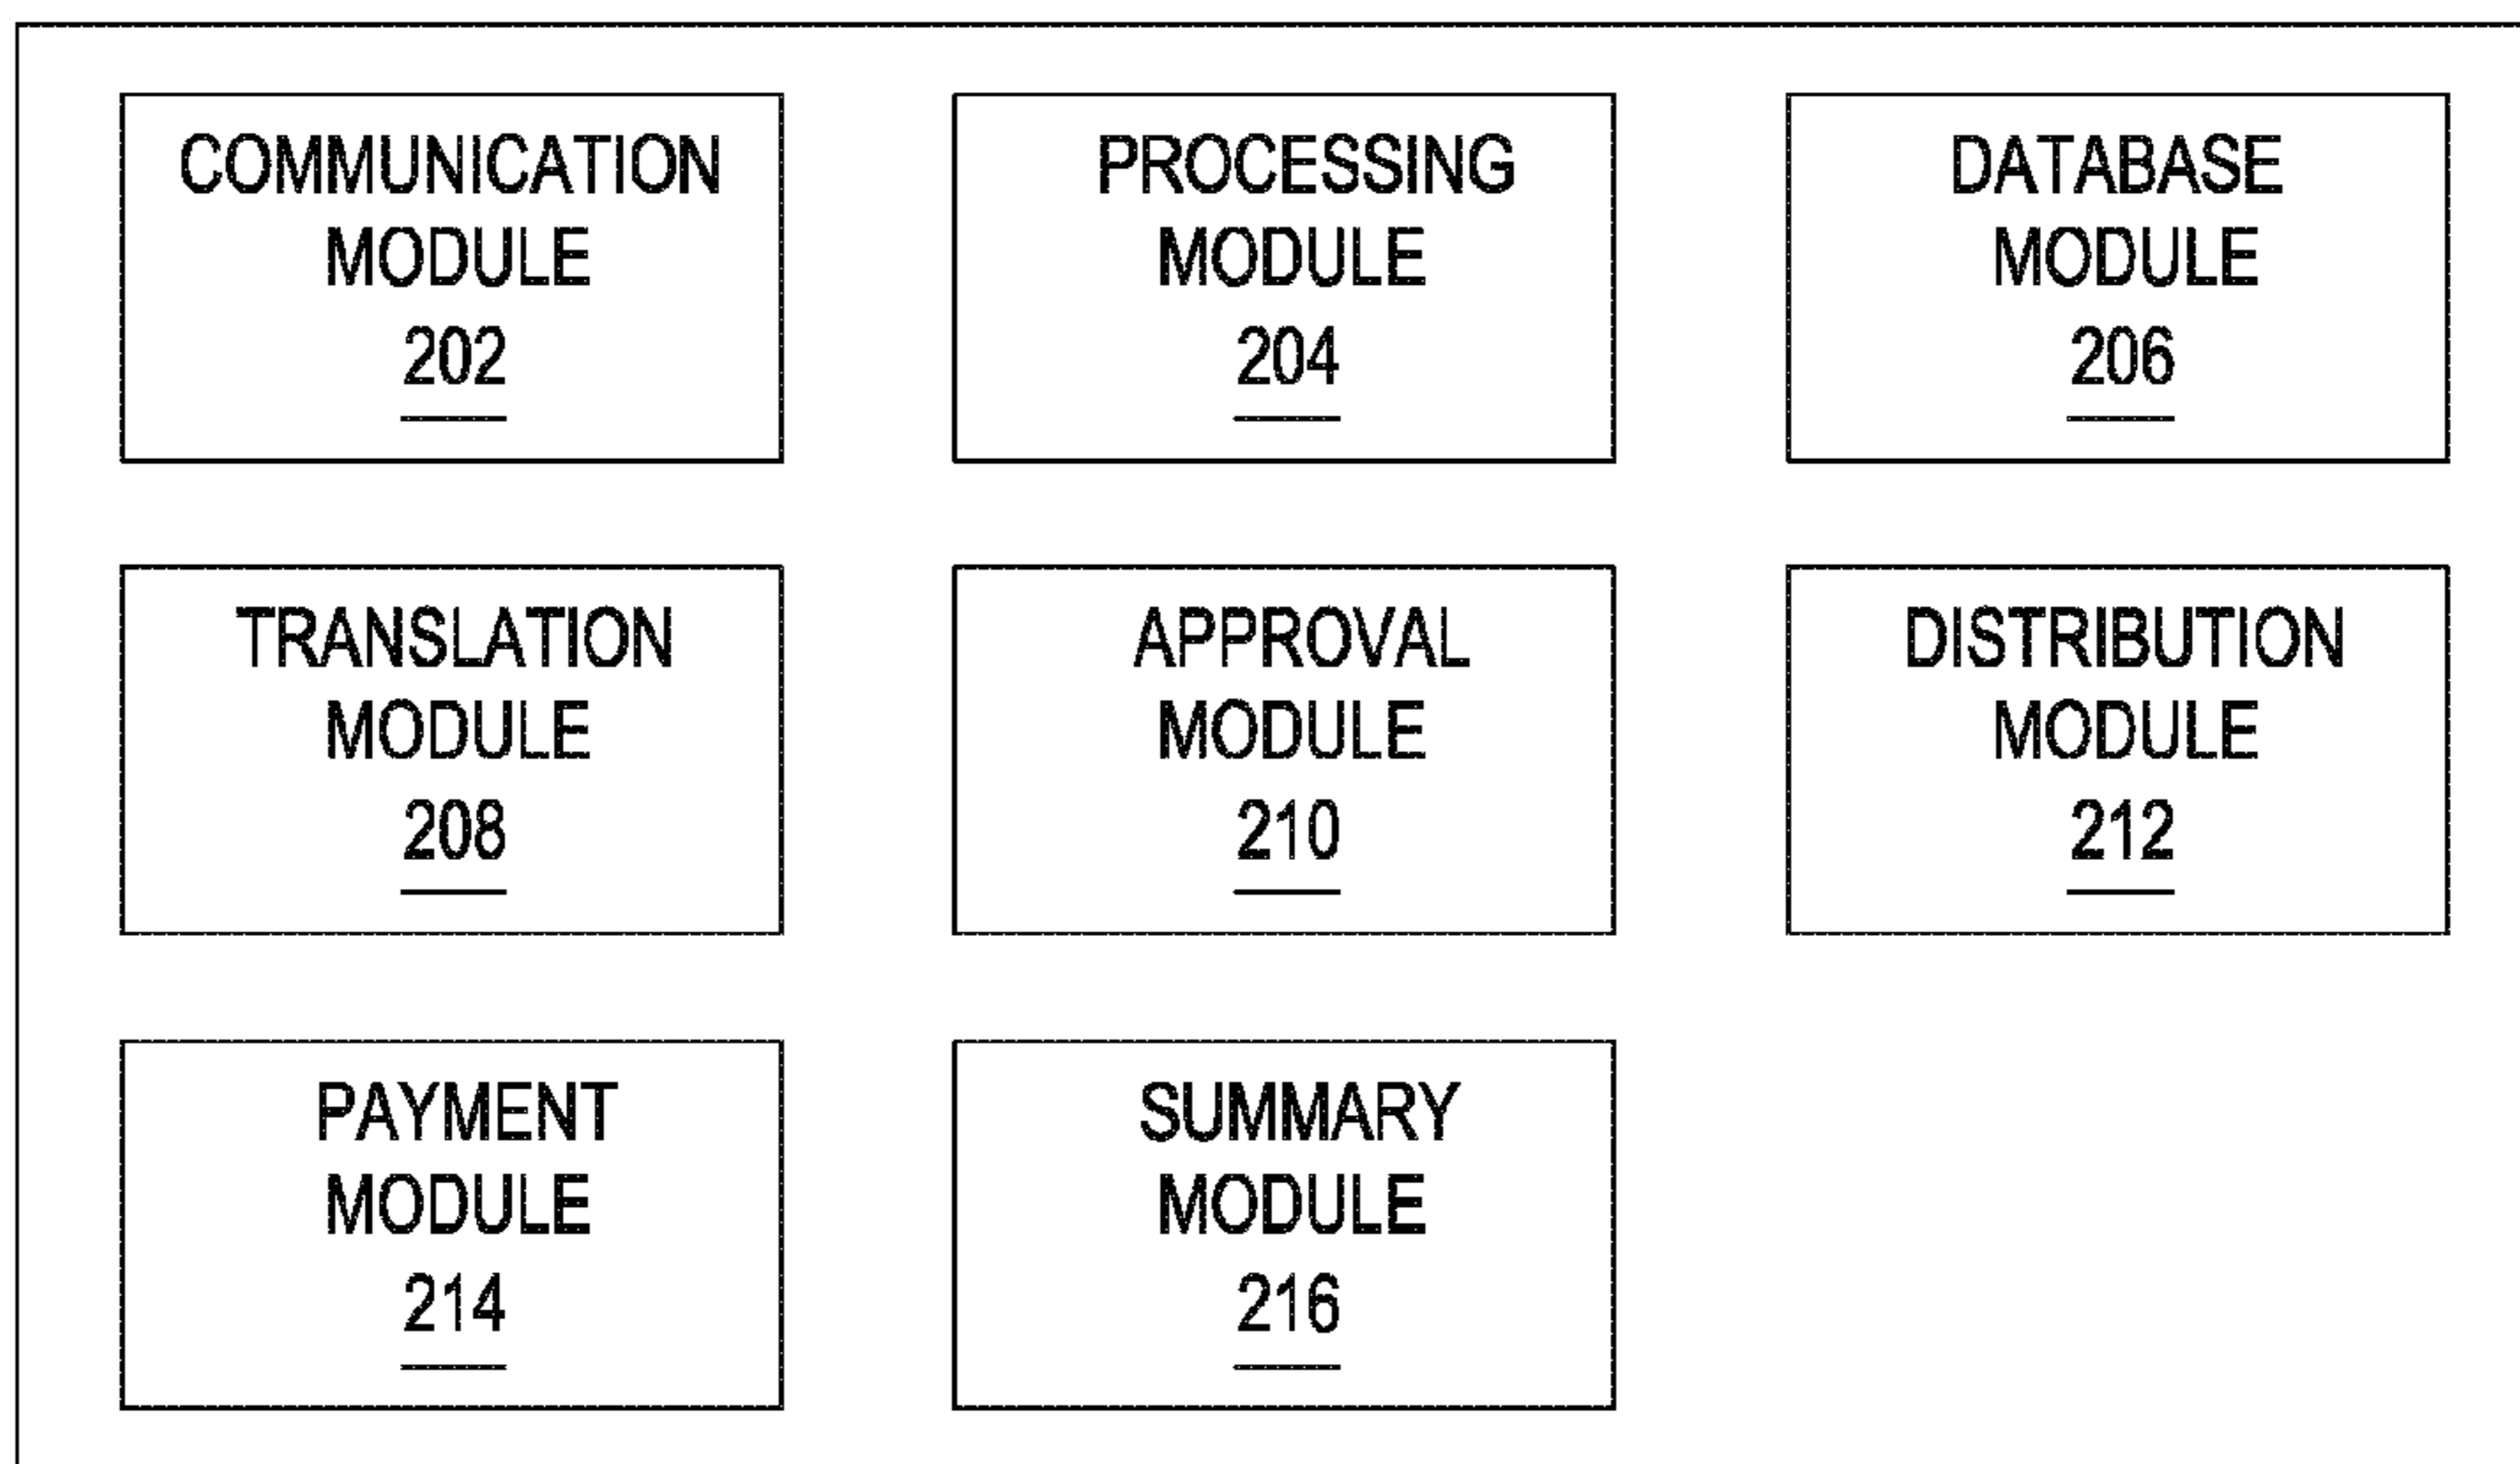 COMMUNICATION
MODULE
202
PROCESSING
MODULE
204
DATABASE
MODULE
206
TRANSLATION
MODULE
208
APPROVAL
MODULE
210
DISTRIBUTION
MODULE
212
PAYMENT
MODULE
214
SUMMARY
MODULE
216